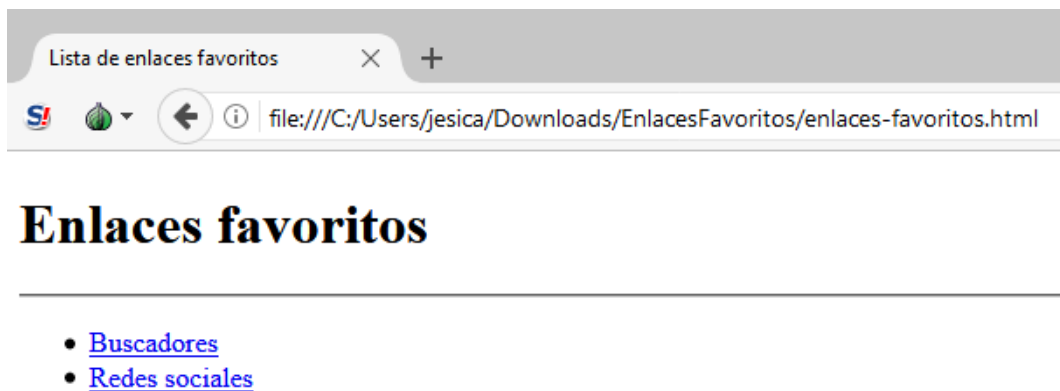 Lista de enlaces favoritos
S!
file:///C:/Users/jesica/Downloads/EnlacesFavoritos/enlaces-favoritos.html
Enlaces favoritos
Buscadores
Redes sociales